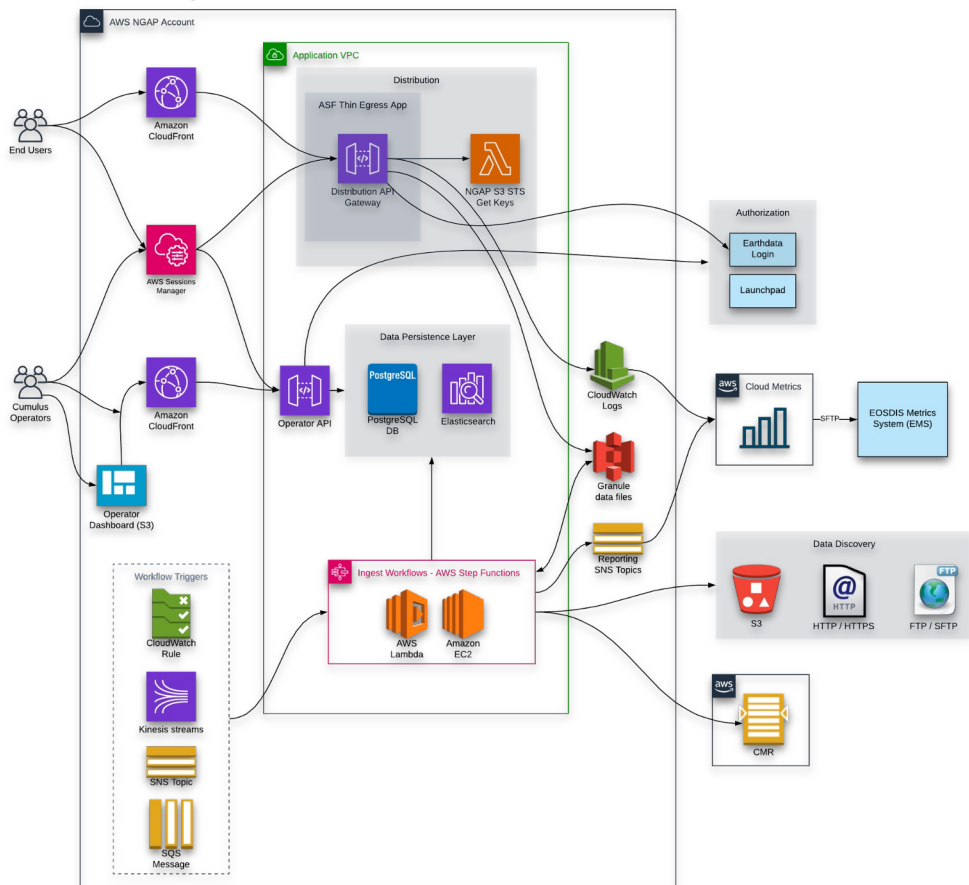 AWS NGAP Account
Application VPC
Distribution
ASF Thin Egress App
End Users
Amazon
CloudFront
Distribution API
Gateway
NGAP S3 STS
Get Keys
Authorization
Earthdata
Login
Launchpad
AWS Sessions
Manager
Data Persistence Layer
PostgreSQL
PostgreSQL
DB
Elasticsearch
Operator API
Cumulus
Operators
Amazon
CloudFront
CloudWatch
Logs
aws
Cloud Metrics
SFTP
EOSDIS Metrics
System (EMS)
Operator
Dashboard (S3)
Granule
data files
Reporting
SNS Topics
Data Discovery
S3
@
HTTP
HTTP / HTTPS
FTP
FTP / SFTP
Workflow Triggers
CloudWatch
Rule
Kinesis streams
SNS Topic
SQS
Message
Ingest Workflows - AWS Step Functions
AWS
Lambda
Amazon
EC2
aws
CMR